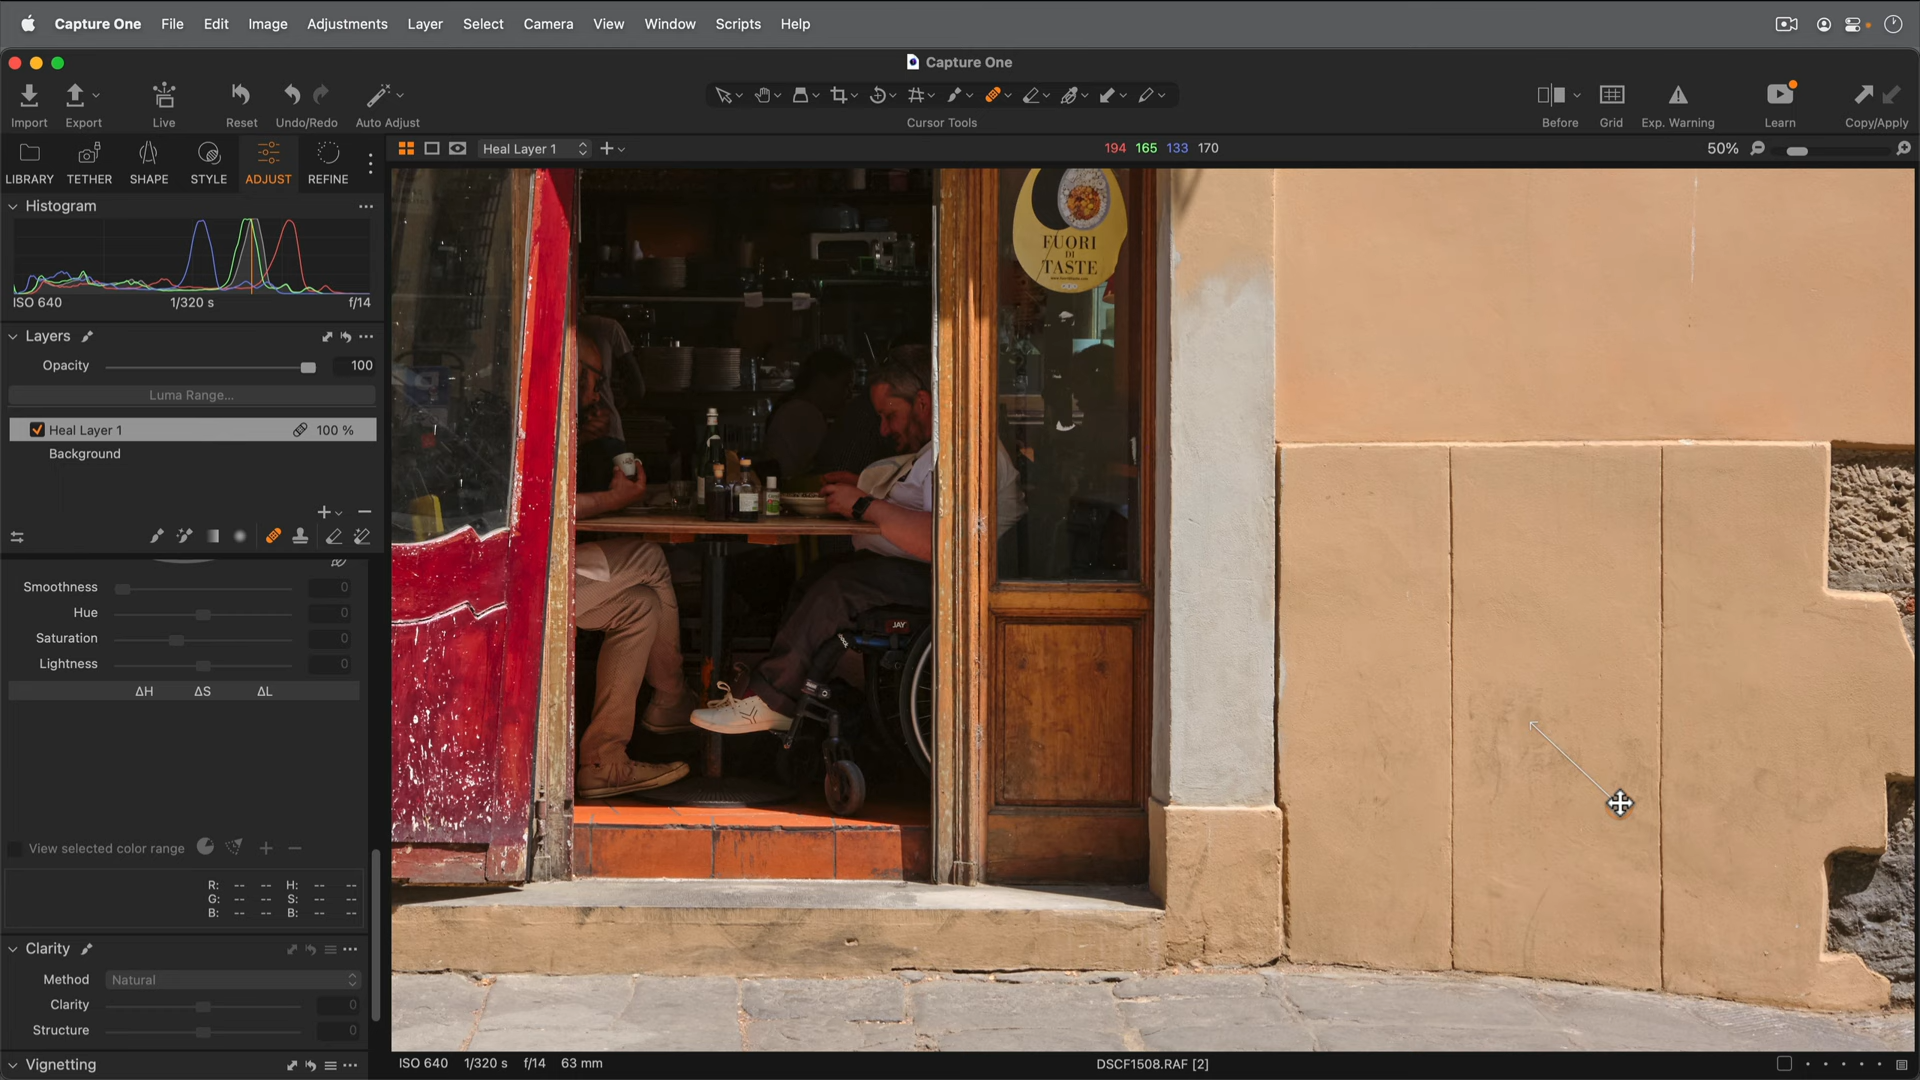 Capture One File Edit Image Adjustments Layer Select Camera View Window Scripts Help
Capture One
Import Export Live Reset Undo/Redo Auto Adjust Cursor Tools Before Grid Exp. Warning Learn Copy/Apply
LIBRARY TETHER SHAPE STYLE ADJUST REFINE
Heal Layer 1 194 165 133 170 50%
Histogram
ISO 640 1/320 s f/14
Layers
Opacity 100
Luma Range...
Heal Layer 1 100 %
Background
Smoothness 0
Hue 0
Saturation 0
Lightness 0
ΔH ΔS ΔL
View selected color range
R: -- -- H: -- --
G: -- -- S: -- --
B: -- -- B: -- --
Clarity
Method Natural
Clarity 0
Structure 0
Vignetting
FUORI
DI
TASTE
JAY
ISO 640 1/320 s f/14 63 mm DSCF1508.RAF [2]